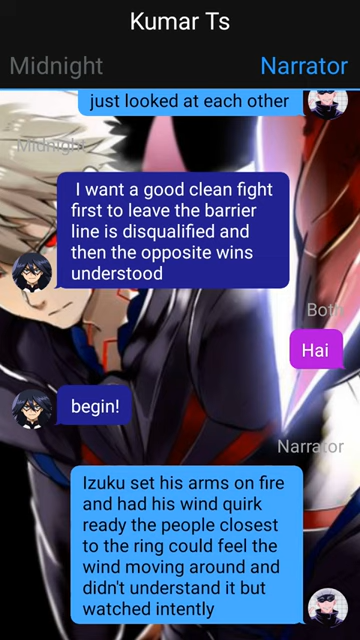 Kumar Ts
Midnight
Narrator
just looked at each other
Midnight
I want a good clean fight
first to leave the barrier
line is disqualified and
then the opposite wins
understood
Both
Hai
begin!
Narrator
Izuku set his arms on fire
and had his wind quirk
ready the people closest
to the ring could feel the
wind moving around and
didn't understand it but
watched intently